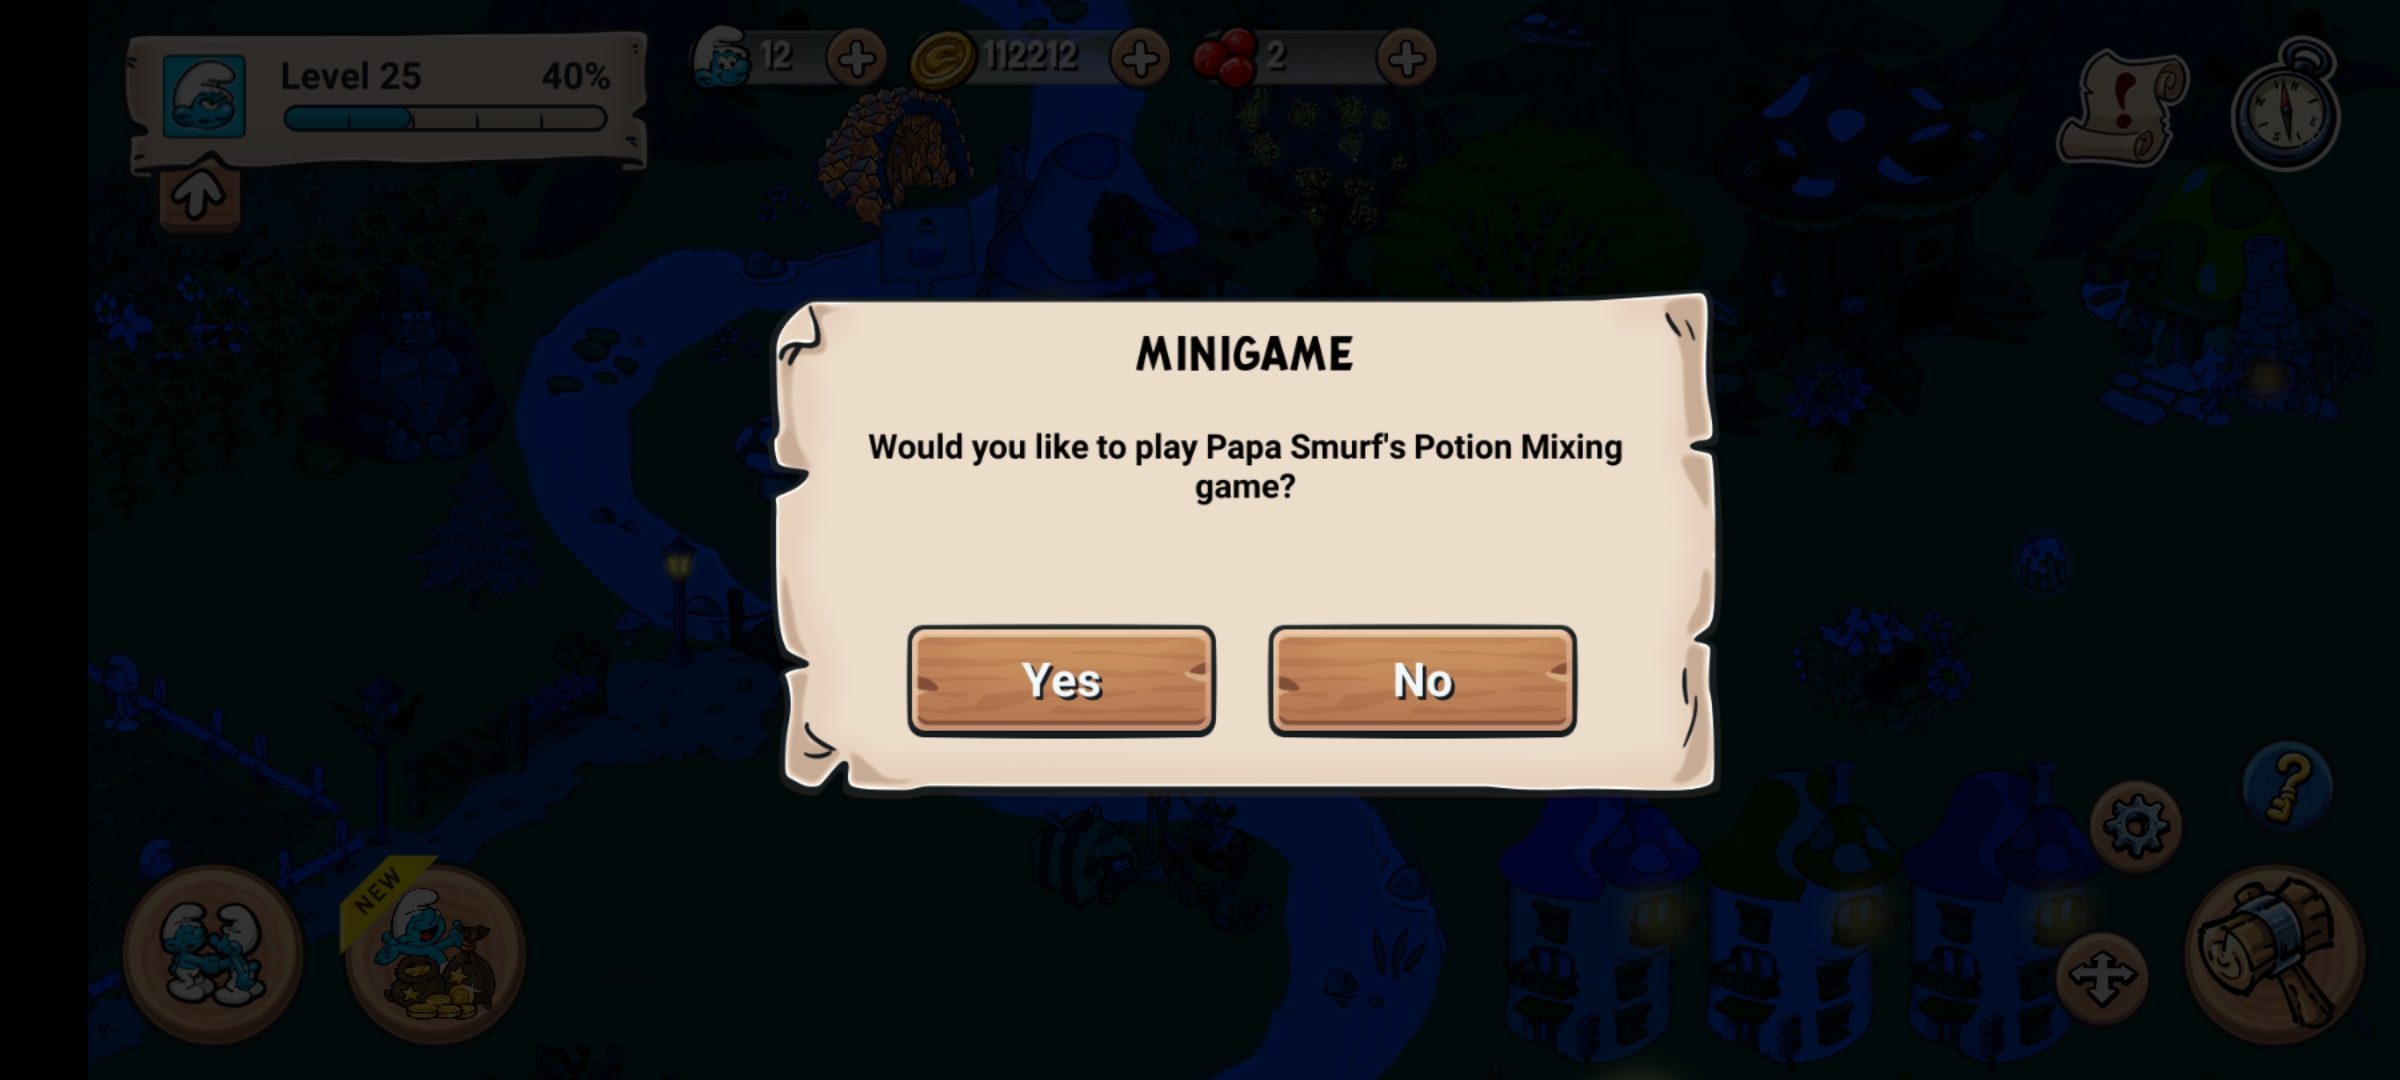 Level 25 40%
12
112212
2
MINIGAME
Would you like to play Papa Smurf's Potion Mixing
game?
Yes
No
NEW